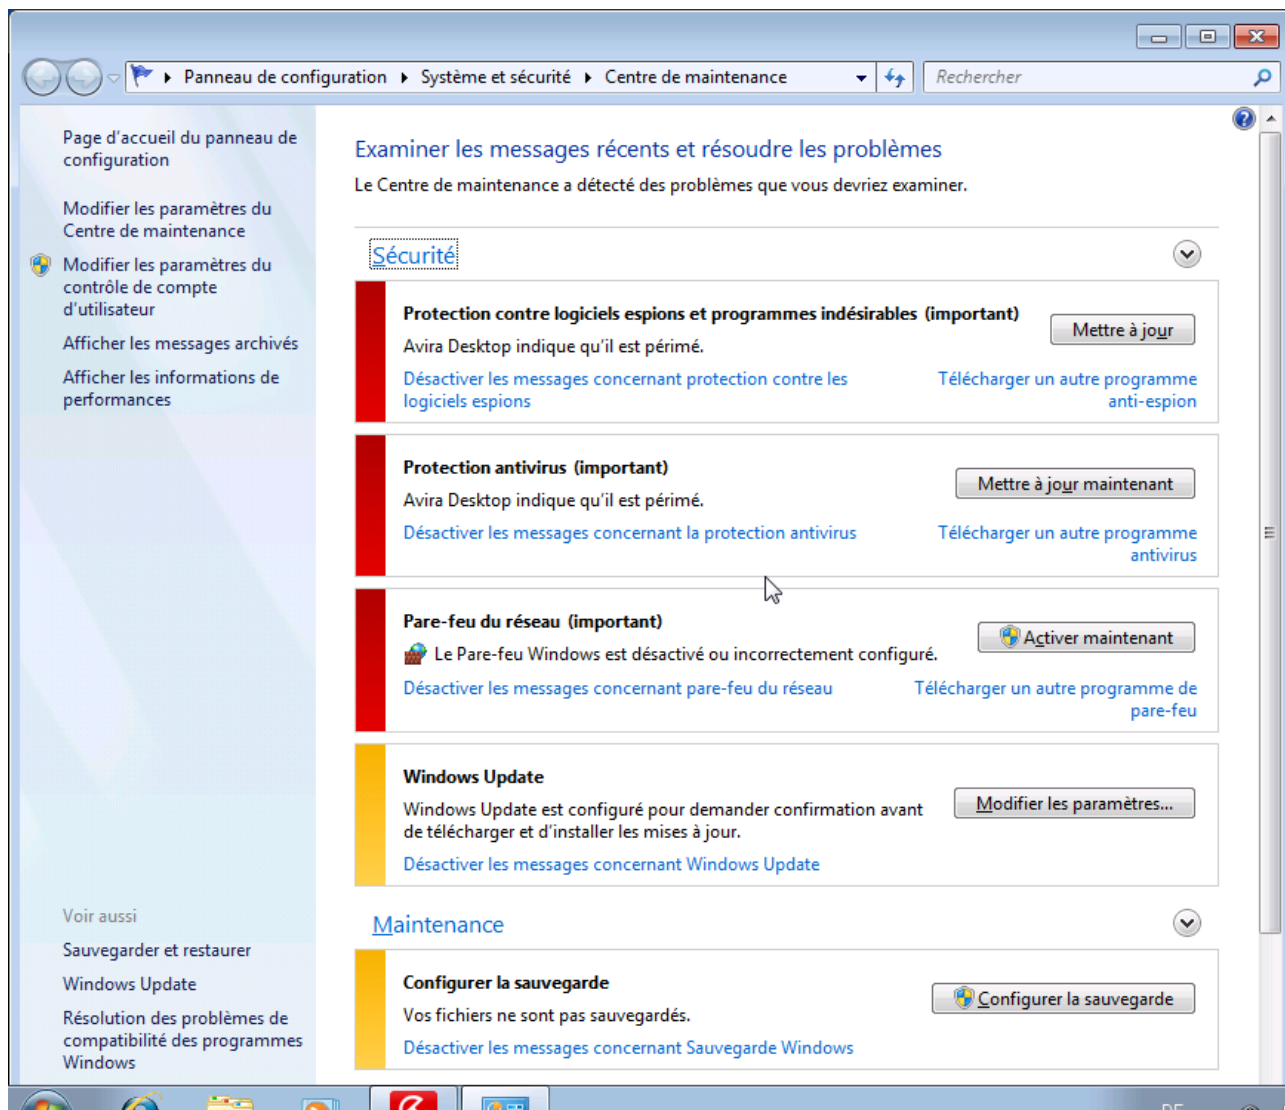 Panneau de configuration ▸ Système et sécurité ▸ Centre de maintenance
Rechercher
Page d'accueil du panneau de
configuration
Modifier les paramètres du
Centre de maintenance
Modifier les paramètres du
contrôle de compte
d'utilisateur
Afficher les messages archivés
Afficher les informations de
performances
Examiner les messages récents et résoudre les problèmes
Le Centre de maintenance a détecté des problèmes que vous devriez examiner.
Sécurité
Protection contre logiciels espions et programmes indésirables (important)
Mettre à jour
Avira Desktop indique qu'il est périmé.
Désactiver les messages concernant protection contre les
logiciels espions
Télécharger un autre programme
anti-espion
Protection antivirus (important)
Mettre à jour maintenant
Avira Desktop indique qu'il est périmé.
Désactiver les messages concernant la protection antivirus
Télécharger un autre programme
antivirus
Pare-feu du réseau (important)
Activer maintenant
Le Pare-feu Windows est désactivé ou incorrectement configuré.
Désactiver les messages concernant pare-feu du réseau
Télécharger un autre programme de
pare-feu
Windows Update
Modifier les paramètres...
Windows Update est configuré pour demander confirmation avant
de télécharger et d'installer les mises à jour.
Désactiver les messages concernant Windows Update
Maintenance
Configurer la sauvegarde
Configurer la sauvegarde
Vos fichiers ne sont pas sauvegardés.
Désactiver les messages concernant Sauvegarde Windows
Voir aussi
Sauvegarder et restaurer
Windows Update
Résolution des problèmes de
compatibilité des programmes
Windows